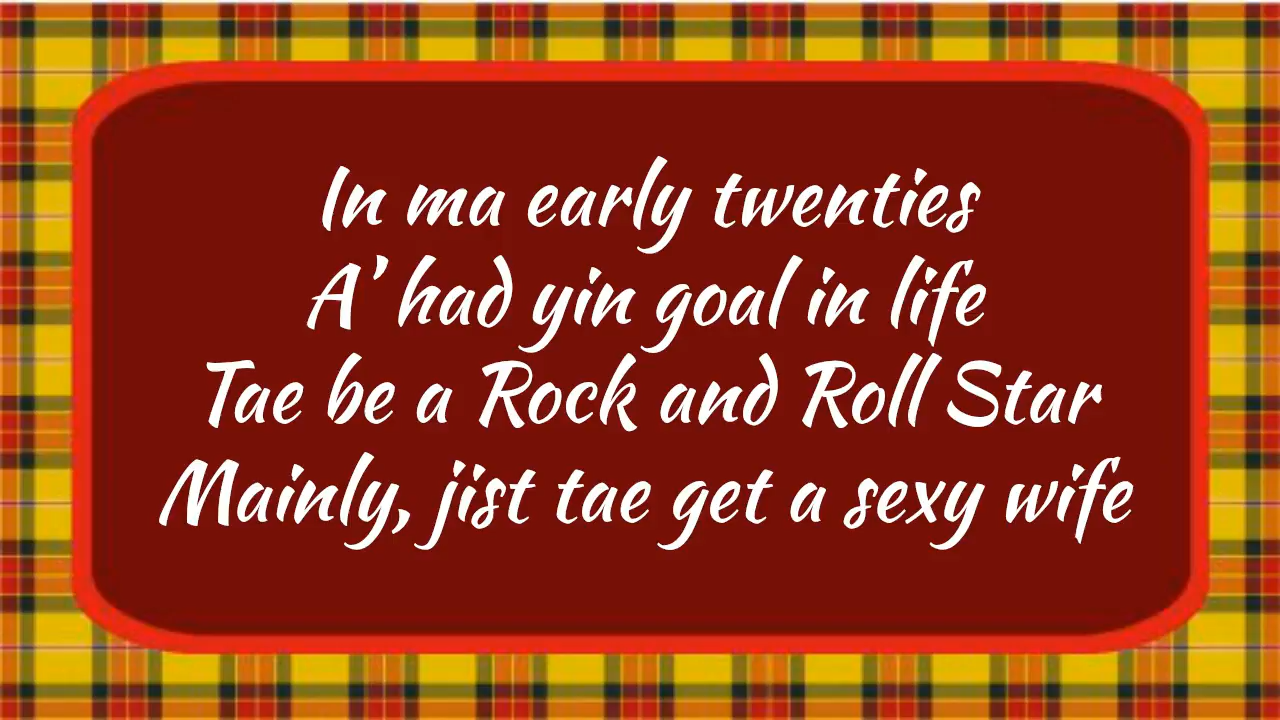 In ma early twenties
A' had yin goal in life
Tae be a Rock and Roll Star
Mainly, jist tae get a sexy wife